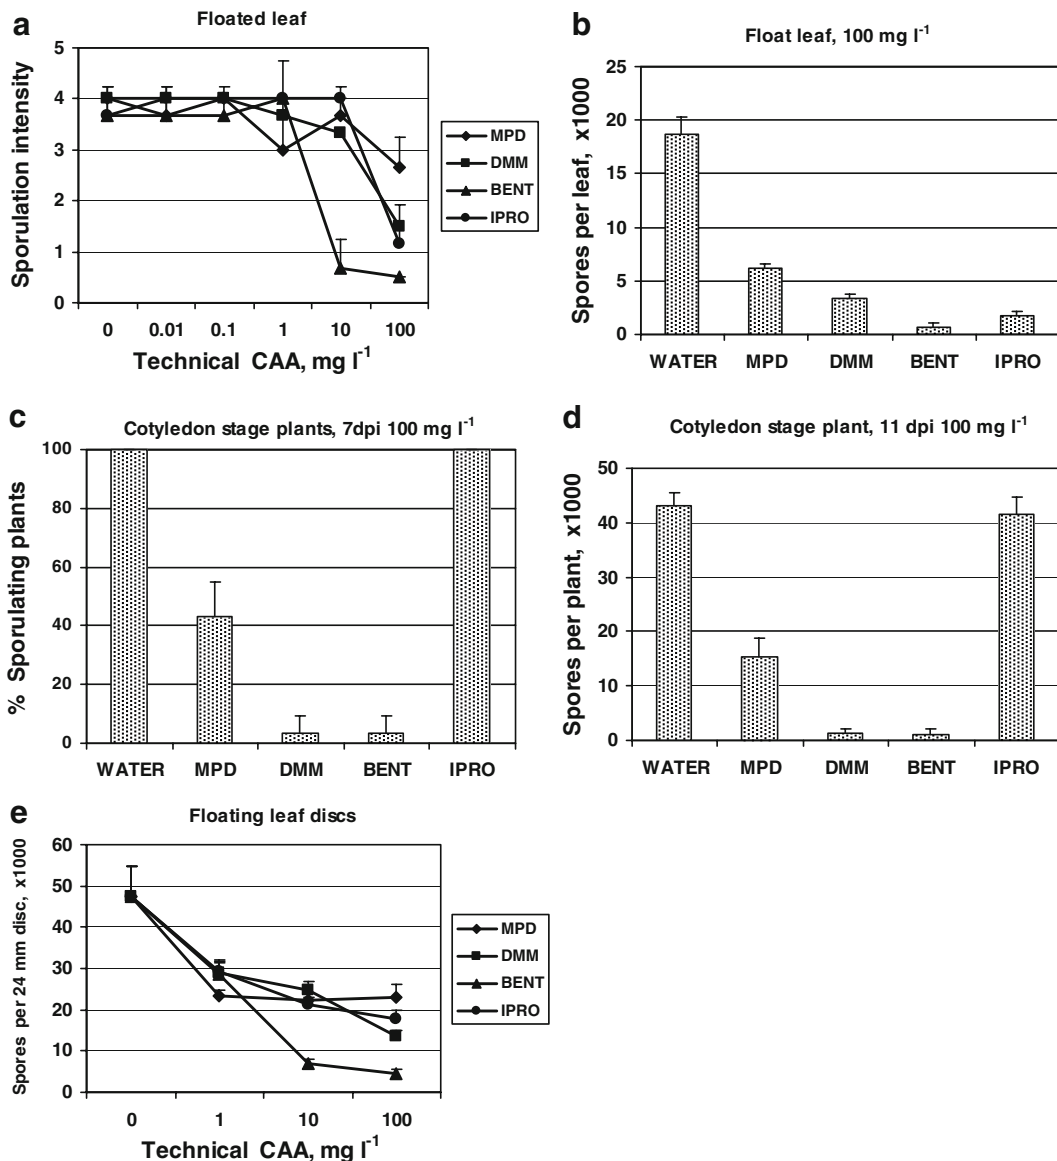 a
Floated leaf
Sporulation intensity
5
4
3
2
1
0
0 0.01 0.1 1 10 100
Technical CAA, mg l⁻¹
MPD
DMM
BENT
IPRO
b
Float leaf, 100 mg l⁻¹
Spores per leaf, x1000
25
20
15
10
5
0
WATER MPD DMM BENT IPRO
c
Cotyledon stage plants, 7dpi 100 mg l⁻¹
% Sporulating plants
100
80
60
40
20
0
WATER MPD DMM BENT IPRO
d
Cotyledon stage plant, 11 dpi 100 mg l⁻¹
Spores per plant, x1000
50
40
30
20
10
0
WATER MPD DMM BENT IPRO
e
Floating leaf discs
Spores per 24 mm disc, x1000
60
50
40
30
20
10
0
0 1 10 100
Technical CAA, mg l⁻¹
MPD
DMM
BENT
IPRO